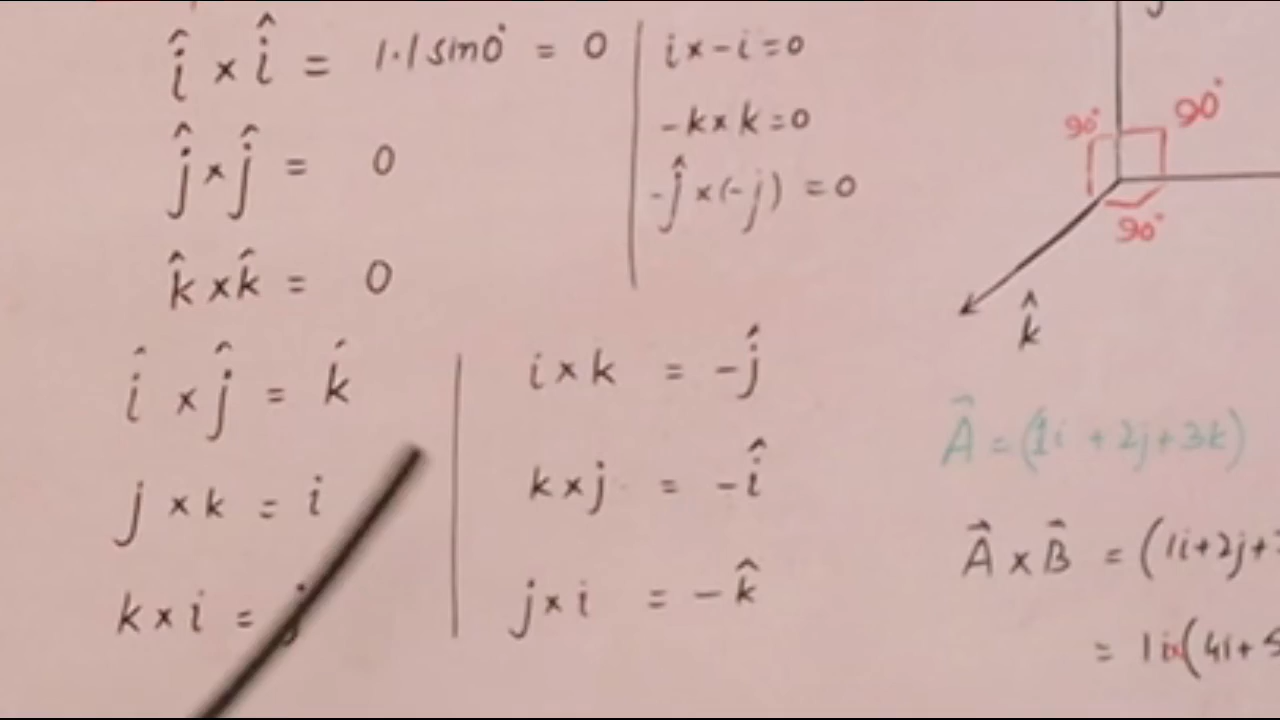 î × î = 1.1 sin0° = 0
ĵ × ĵ = 0
k̂ × k̂ = 0
i × -i = 0
-k × k = 0
-ĵ × (-j) = 0
î × ĵ = k̂
j × k = i
k × i = j
i × k = -ĵ
k × j = -î
j × i = -k̂
90° 90°
90°
k̂
A⃗ = (1i + 2j + 3k)
A⃗ × B⃗ = (1i+2j+
= 1i×(4i+5